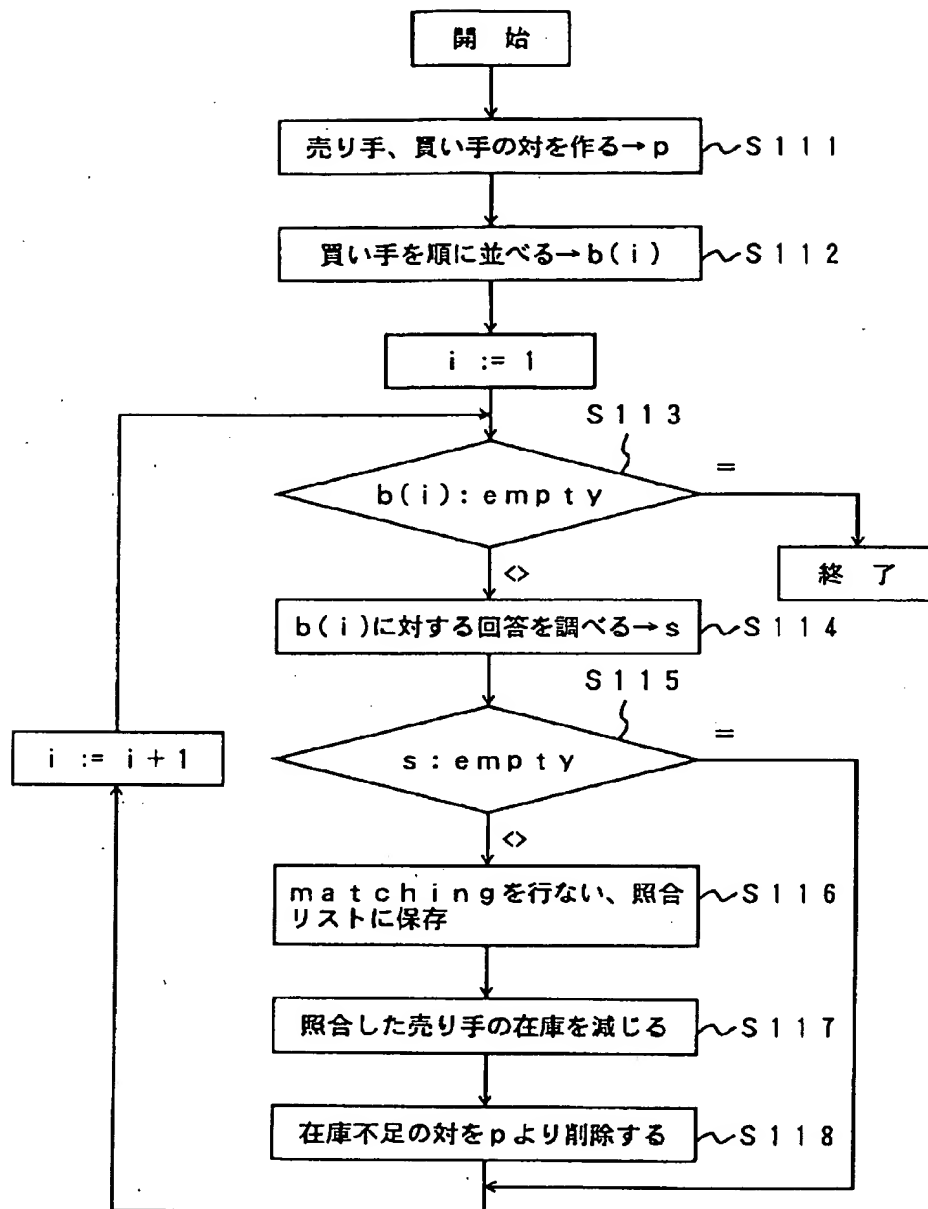 開 始
売り手、買い手の対を作る→p
S111
買い手を順に並べる→b(i)
S112
i := 1
S113
b(i):empty
=
<>
終 了
b(i)に対する回答を調べる→s
S114
S115
s:empty
=
<>
i := i+1
matchingを行ない、照合
リストに保存
S116
照合した売り手の在庫を減じる
S117
在庫不足の対をpより削除する
S118